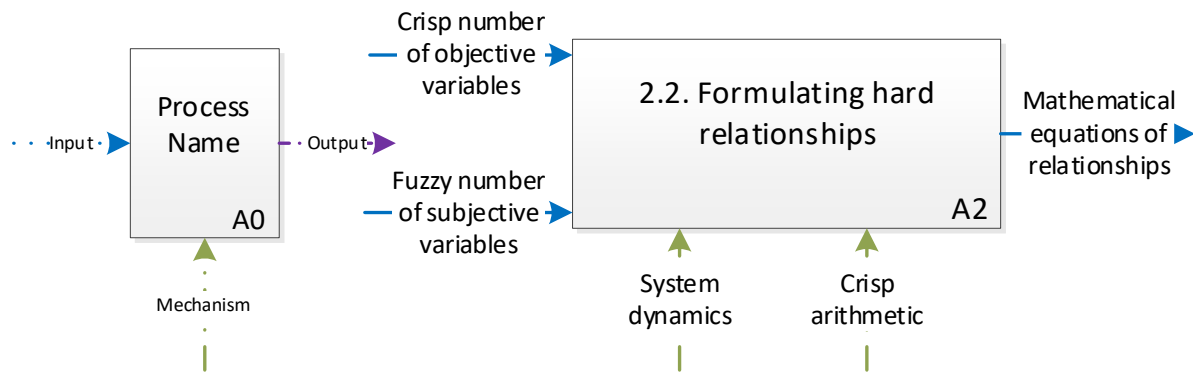 Process
Name
A0
Input
Output
Mechanism
Crisp number
of objective
variables
Fuzzy number
of subjective
variables
2.2. Formulating hard
relationships
A2
Mathematical
equations of
relationships
System
dynamics
Crisp
arithmetic